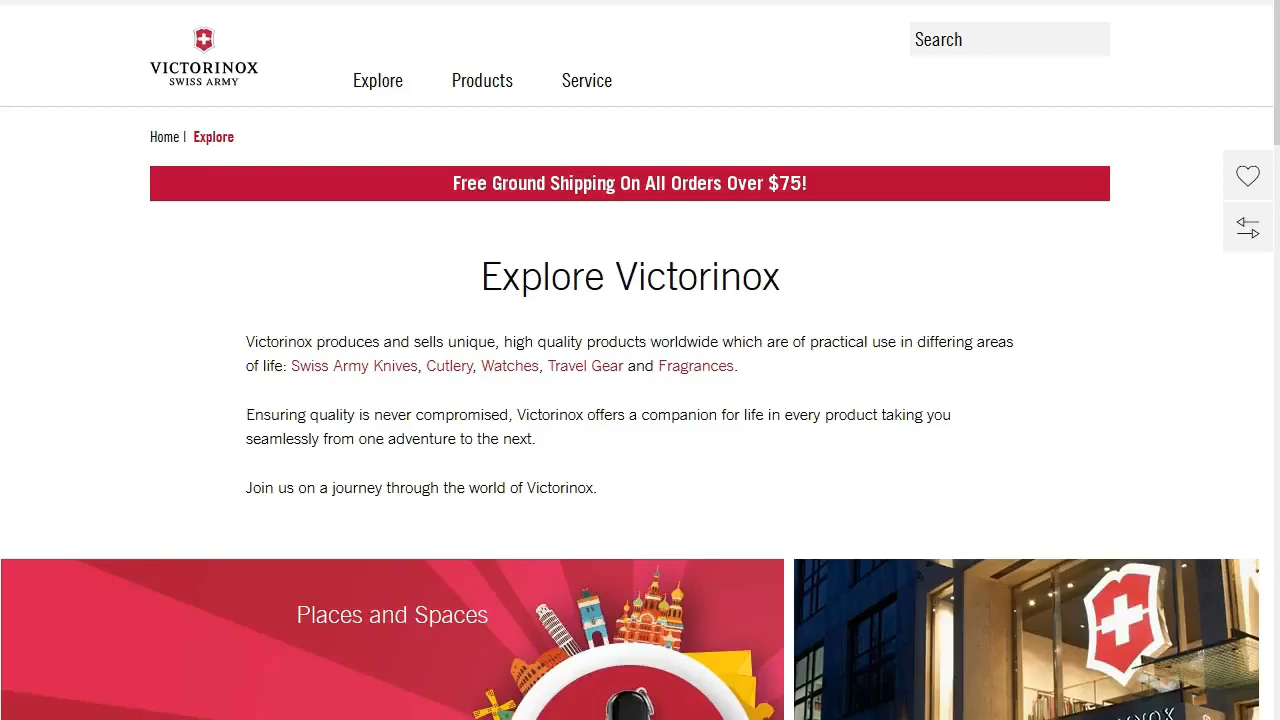 VICTORINOX
SWISS ARMY
Explore
Products
Service
Search
Home | Explore
Free Ground Shipping On All Orders Over $75!
Explore Victorinox
Victorinox produces and sells unique, high quality products worldwide which are of practical use in differing areas
of life: Swiss Army Knives, Cutlery, Watches, Travel Gear and Fragrances.
Ensuring quality is never compromised, Victorinox offers a companion for life in every product taking you
seamlessly from one adventure to the next.
Join us on a journey through the world of Victorinox.
Places and Spaces